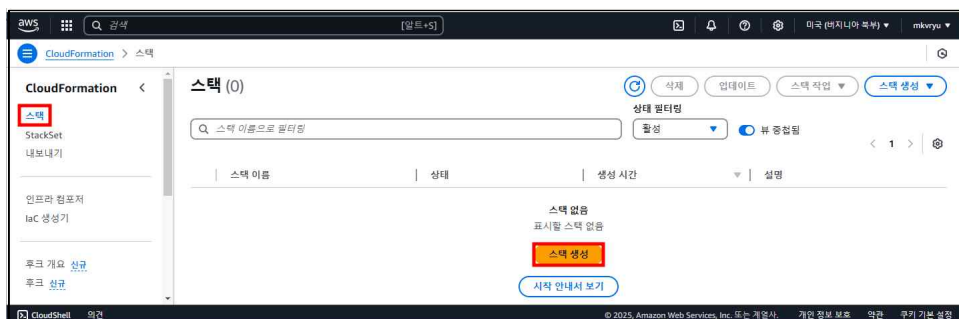 aws 검색 [알트+S] 미국 (버지니아 북부) ▼ mkvryu ▼
CloudFormation > 스택
CloudFormation <
스택
StackSet
내보내기
인프라 컴포저
IaC 생성기
후크 개요 신규
후크 신규
스택 (0)
삭제 업데이트 스택 작업 ▼ 스택 생성 ▼
상태 필터링
스택 이름으로 필터링 활성 ▼ 뷰 중첩됨
< 1 >
스택 이름 상태 생성 시간 ▼ 설명
스택 없음
표시할 스택 없음
스택 생성
시작 안내서 보기
CloudShell 의견 © 2025, Amazon Web Services, Inc. 또는 계열사. 개인 정보 보호 약관 쿠키 기본 설정